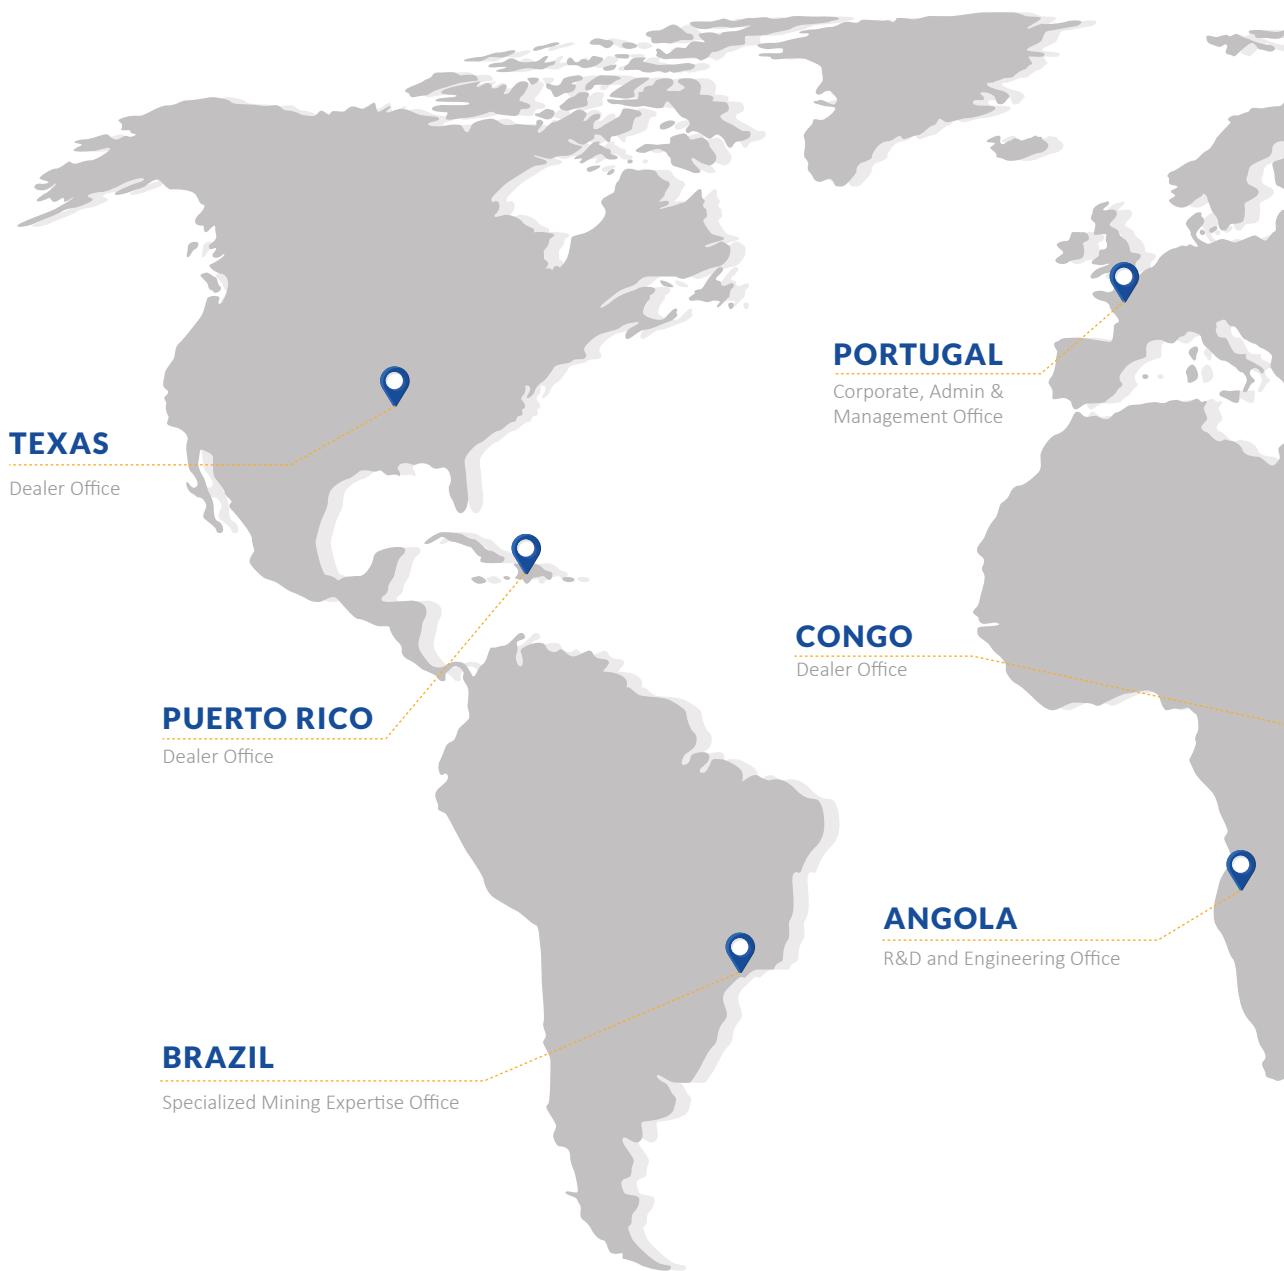 PORTUGAL
Corporate, Admin &
Management Office
TEXAS
Dealer Office
CONGO
Dealer Office
PUERTO RICO
Dealer Office
ANGOLA
R&D and Engineering Office
BRAZIL
Specialized Mining Expertise Office